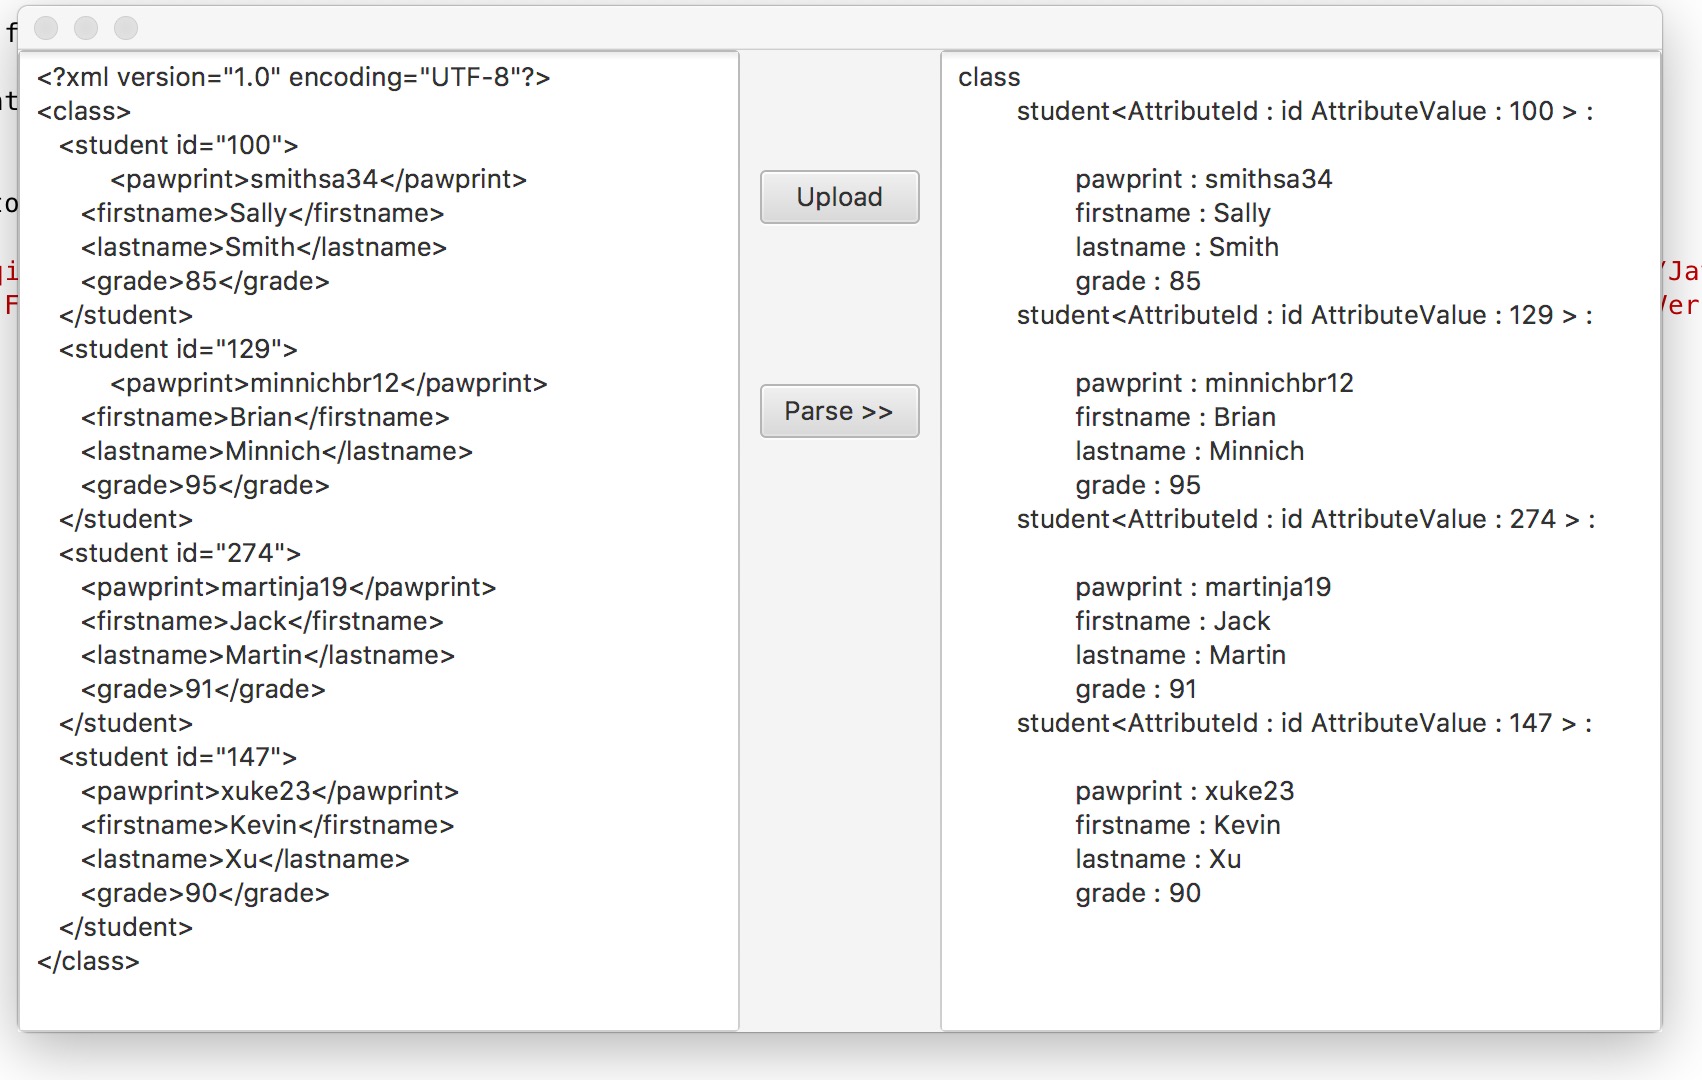 <?xml version="1.0" encoding="UTF-8"?>
<class>
<student id="100">
<pawprint>smithsa34</pawprint>
<firstname>Sally</firstname>
<lastname>Smith</lastname>
<grade>85</grade>
</student>
<student id="129">
<pawprint>minnichbr12</pawprint>
<firstname>Brian</firstname>
<lastname>Minnich</lastname>
<grade>95</grade>
</student>
<student id="274">
<pawprint>martinja19</pawprint>
<firstname>Jack</firstname>
<lastname>Martin</lastname>
<grade>91</grade>
</student>
<student id="147">
<pawprint>xuke23</pawprint>
<firstname>Kevin</firstname>
<lastname>Xu</lastname>
<grade>90</grade>
</student>
</class>
Upload
Parse >>
class
student<AttributeId : id AttributeValue : 100 > :
pawprint : smithsa34
firstname : Sally
lastname : Smith
grade : 85
student<AttributeId : id AttributeValue : 129 > :
pawprint : minnichbr12
firstname : Brian
lastname : Minnich
grade : 95
student<AttributeId : id AttributeValue : 274 > :
pawprint : martinja19
firstname : Jack
lastname : Martin
grade : 91
student<AttributeId : id AttributeValue : 147 > :
pawprint : xuke23
firstname : Kevin
lastname : Xu
grade : 90